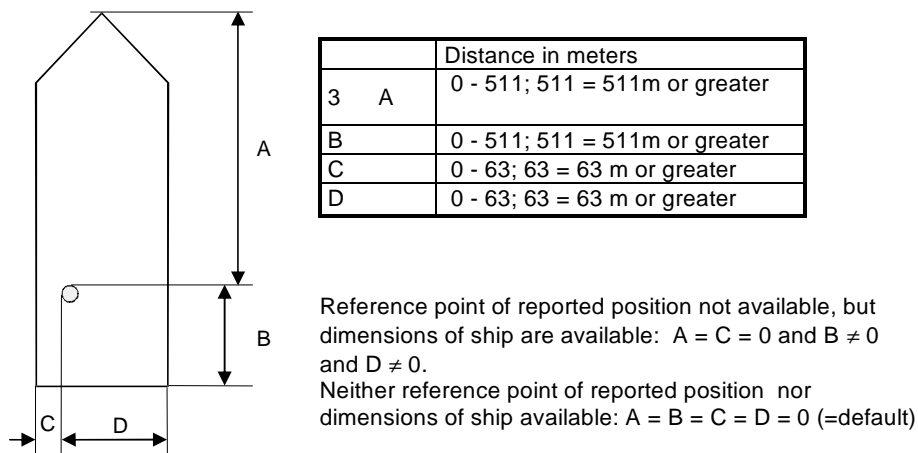 Distance in meters
3 A 0 - 511; 511 = 511m or greater
B 0 - 511; 511 = 511m or greater
C 0 - 63; 63 = 63 m or greater
D 0 - 63; 63 = 63 m or greater
A
B
C D
Reference point of reported position not available, but
dimensions of ship are available: A = C = 0 and B ≠ 0
and D ≠ 0.
Neither reference point of reported position nor
dimensions of ship available: A = B = C = D = 0 (=default)